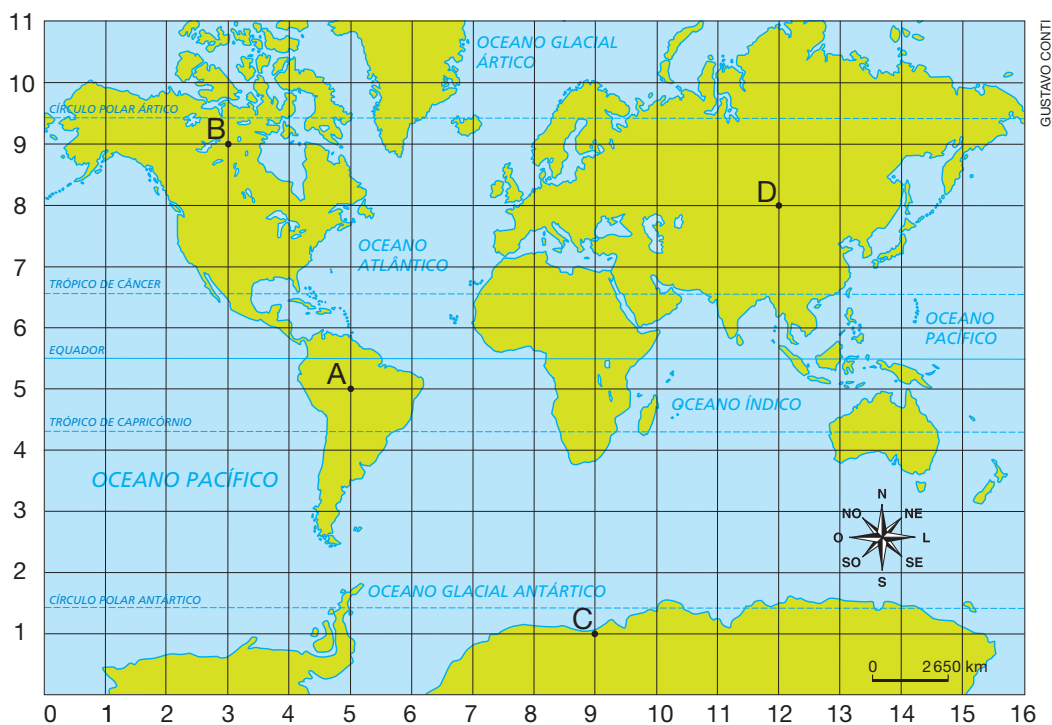 11
GUSTAVO CONTI
OCEANO GLACIAL
ÁRTICO
10
CÍRCULO POLAR ÁRTICO
B
9
D
8
OCEANO
ATLÂNTICO
7
TRÓPICO DE CÂNCER
6
OCEANO
PACÍFICO
EQUADOR
A
5
OCEANO ÍNDICO
TRÓPICO DE CAPRICÓRNIO
4
OCEANO PACÍFICO
3
N
NO NE
O L
SO SE
S
2
OCEANO GLACIAL ANTÁRTICO
CÍRCULO POLAR ANTÁRTICO
C
1
0 2 650 km
0 1 2 3 4 5 6 7 8 9 10 11 12 13 14 15 16